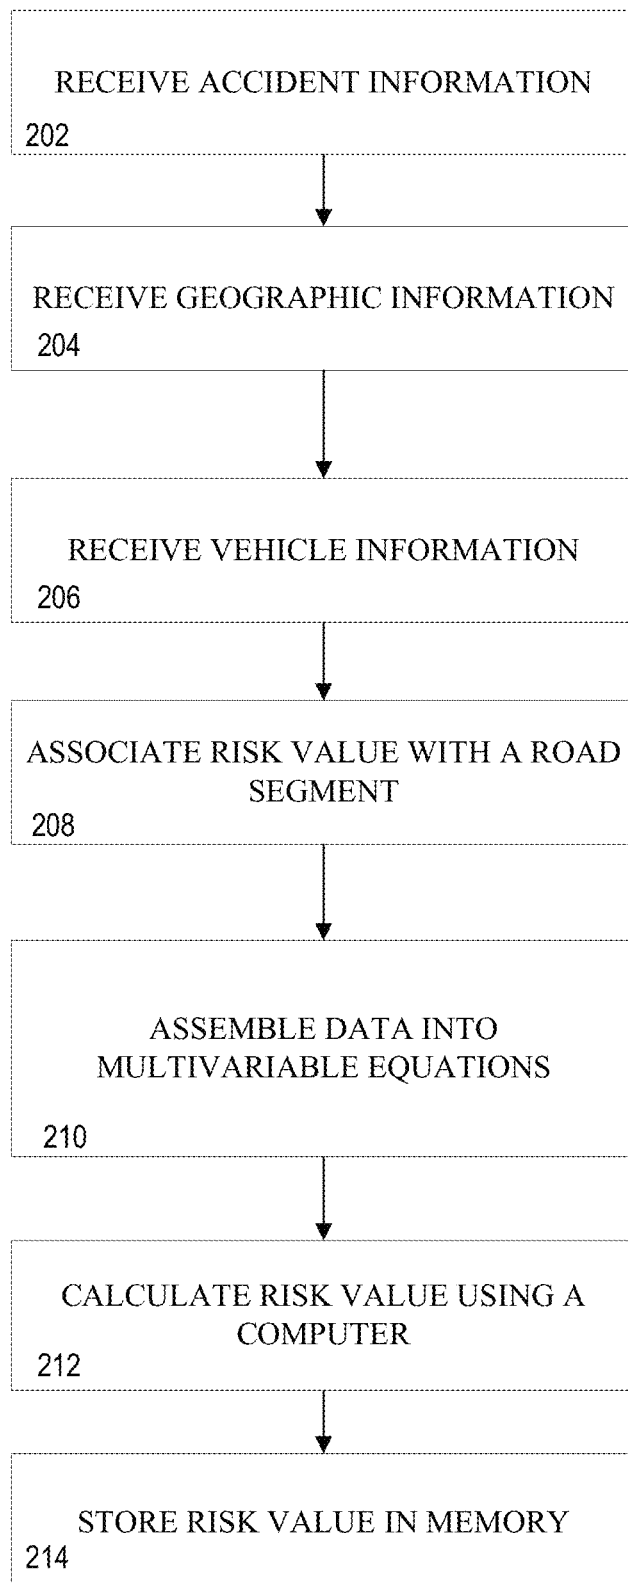 RECEIVE ACCIDENT INFORMATION
202
RECEIVE GEOGRAPHIC INFORMATION
204
RECEIVE VEHICLE INFORMATION
206
ASSOCIATE RISK VALUE WITH A ROAD
SEGMENT
208
ASSEMBLE DATA INTO
MULTIVARIABLE EQUATIONS
210
CALCULATE RISK VALUE USING A
COMPUTER
212
STORE RISK VALUE IN MEMORY
214